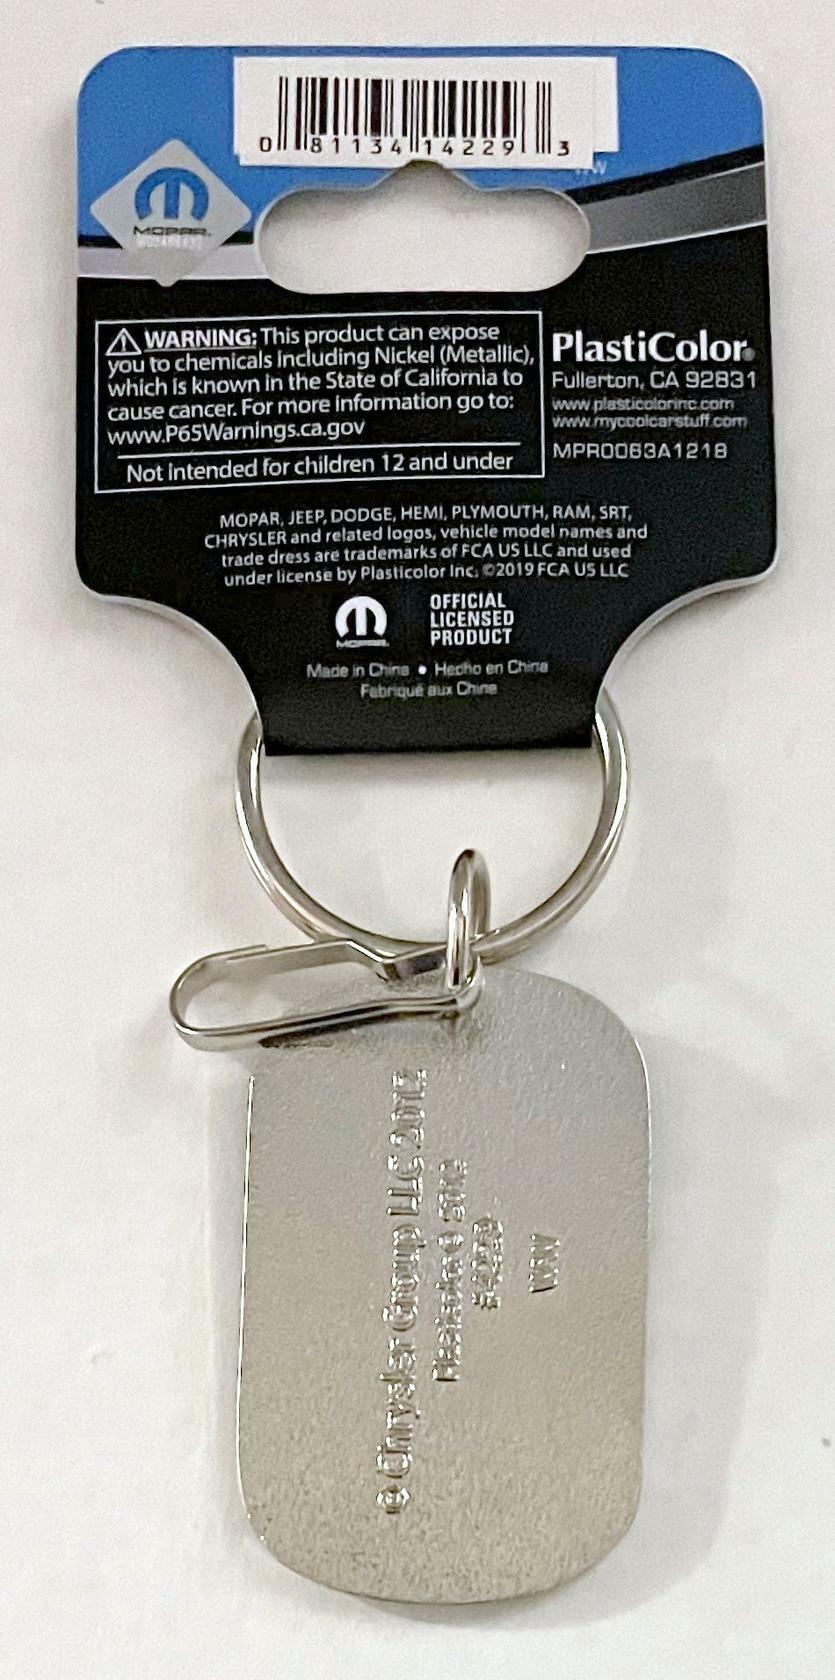 0 81134 14229 3
MOPAR
WARNING: This product can expose
you to chemicals including Nickel (Metallic),
which is known in the State of California to
cause cancer. For more information go to:
www.P65Warnings.ca.gov
Not intended for children 12 and under
PlastiColor®
Fullerton, CA 92831
www.plasticolorinc.com
www.mycoolcarstuff.com
MPR0063A1218
MOPAR, JEEP, DODGE, HEMI, PLYMOUTH, RAM, SRT,
CHRYSLER and related logos, vehicle model names and
trade dress are trademarks of FCA US LLC and used
under license by Plasticolor Inc. ©2019 FCA US LLC
MOPAR
OFFICIAL
LICENSED
PRODUCT
Made in China • Hecho en China
Fabriqué aux Chine
© Chrysler Group LLC 2012
Plasticolor © 2012
WW